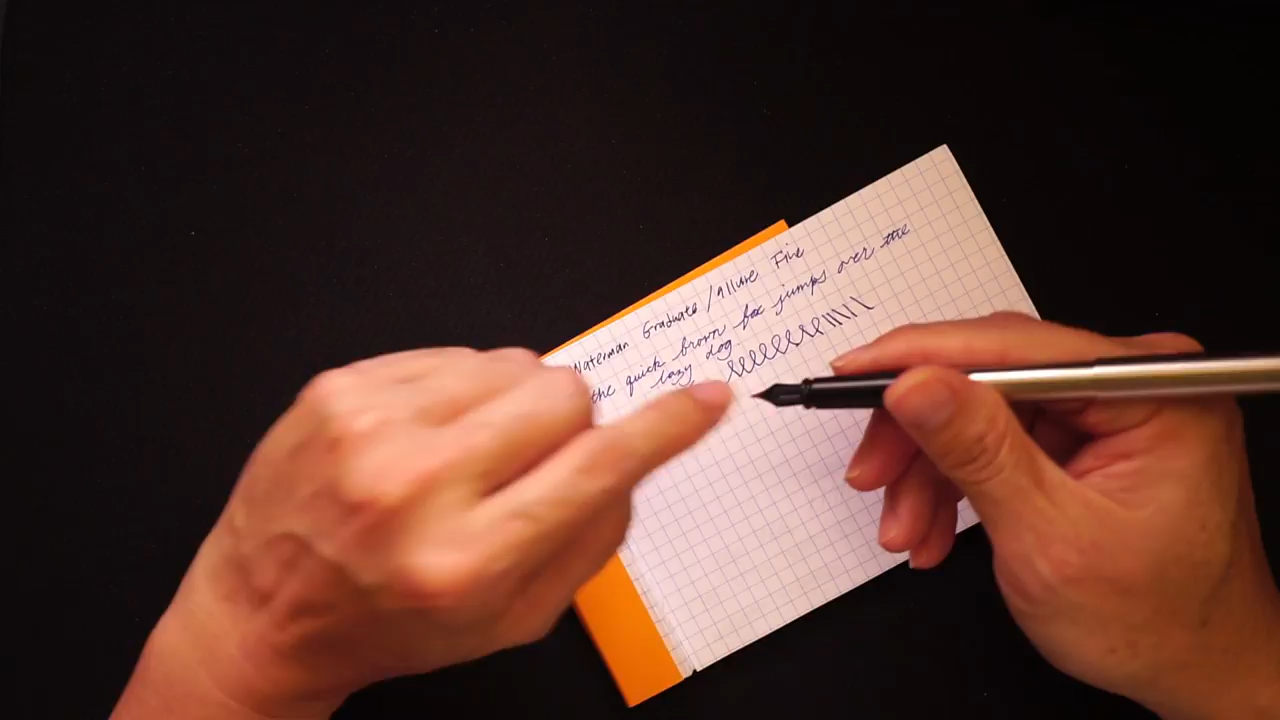 Waterman Graduate/allure Fine
the quick brown fox jumps over the
lazy dog